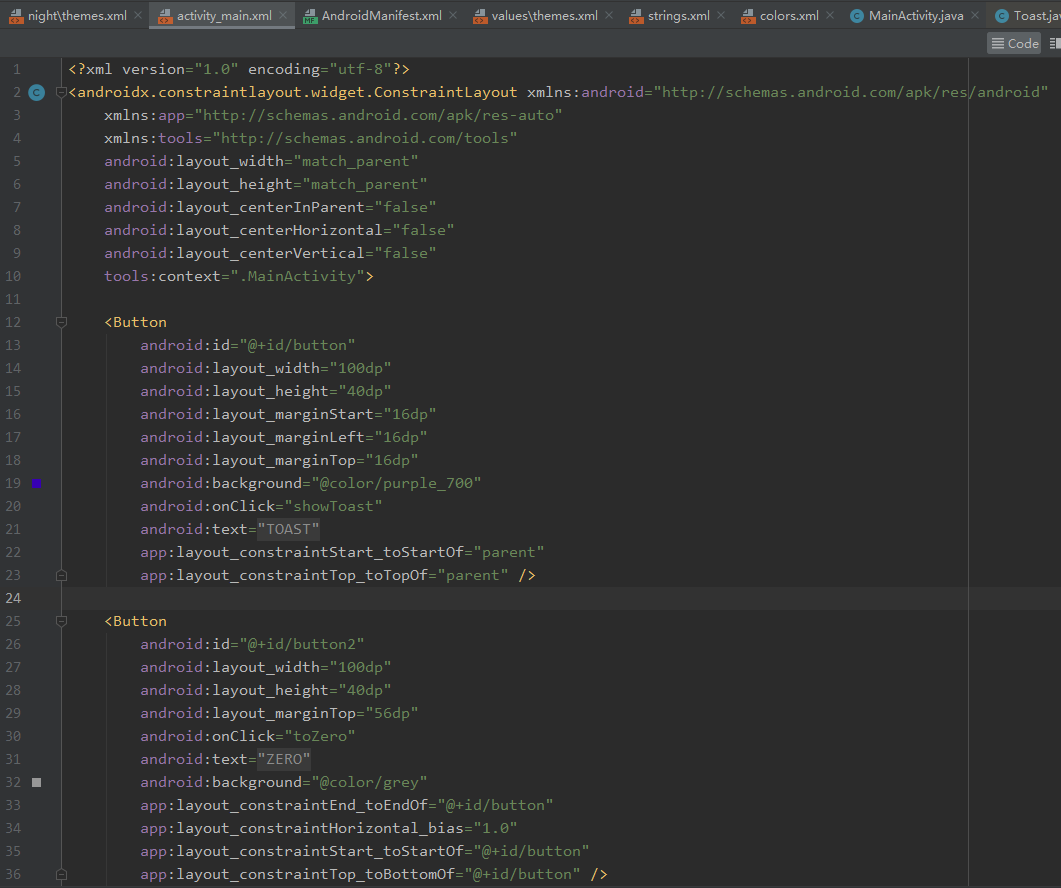 night\themes.xml activity_main.xml AndroidManifest.xml values\themes.xml strings.xml colors.xml MainActivity.java Toast.jav
Code
1 <?xml version="1.0" encoding="utf-8"?>
2 <androidx.constraintlayout.widget.ConstraintLayout xmlns:android="http://schemas.android.com/apk/res/android"
3 xmlns:app="http://schemas.android.com/apk/res-auto"
4 xmlns:tools="http://schemas.android.com/tools"
5 android:layout_width="match_parent"
6 android:layout_height="match_parent"
7 android:layout_centerInParent="false"
8 android:layout_centerHorizontal="false"
9 android:layout_centerVertical="false"
10 tools:context=".MainActivity">
11
12 <Button
13 android:id="@+id/button"
14 android:layout_width="100dp"
15 android:layout_height="40dp"
16 android:layout_marginStart="16dp"
17 android:layout_marginLeft="16dp"
18 android:layout_marginTop="16dp"
19 android:background="@color/purple_700"
20 android:onClick="showToast"
21 android:text="TOAST"
22 app:layout_constraintStart_toStartOf="parent"
23 app:layout_constraintTop_toTopOf="parent" />
24
25 <Button
26 android:id="@+id/button2"
27 android:layout_width="100dp"
28 android:layout_height="40dp"
29 android:layout_marginTop="56dp"
30 android:onClick="toZero"
31 android:text="ZERO"
32 android:background="@color/grey"
33 app:layout_constraintEnd_toEndOf="@+id/button"
34 app:layout_constraintHorizontal_bias="1.0"
35 app:layout_constraintStart_toStartOf="@+id/button"
36 app:layout_constraintTop_toBottomOf="@+id/button" />